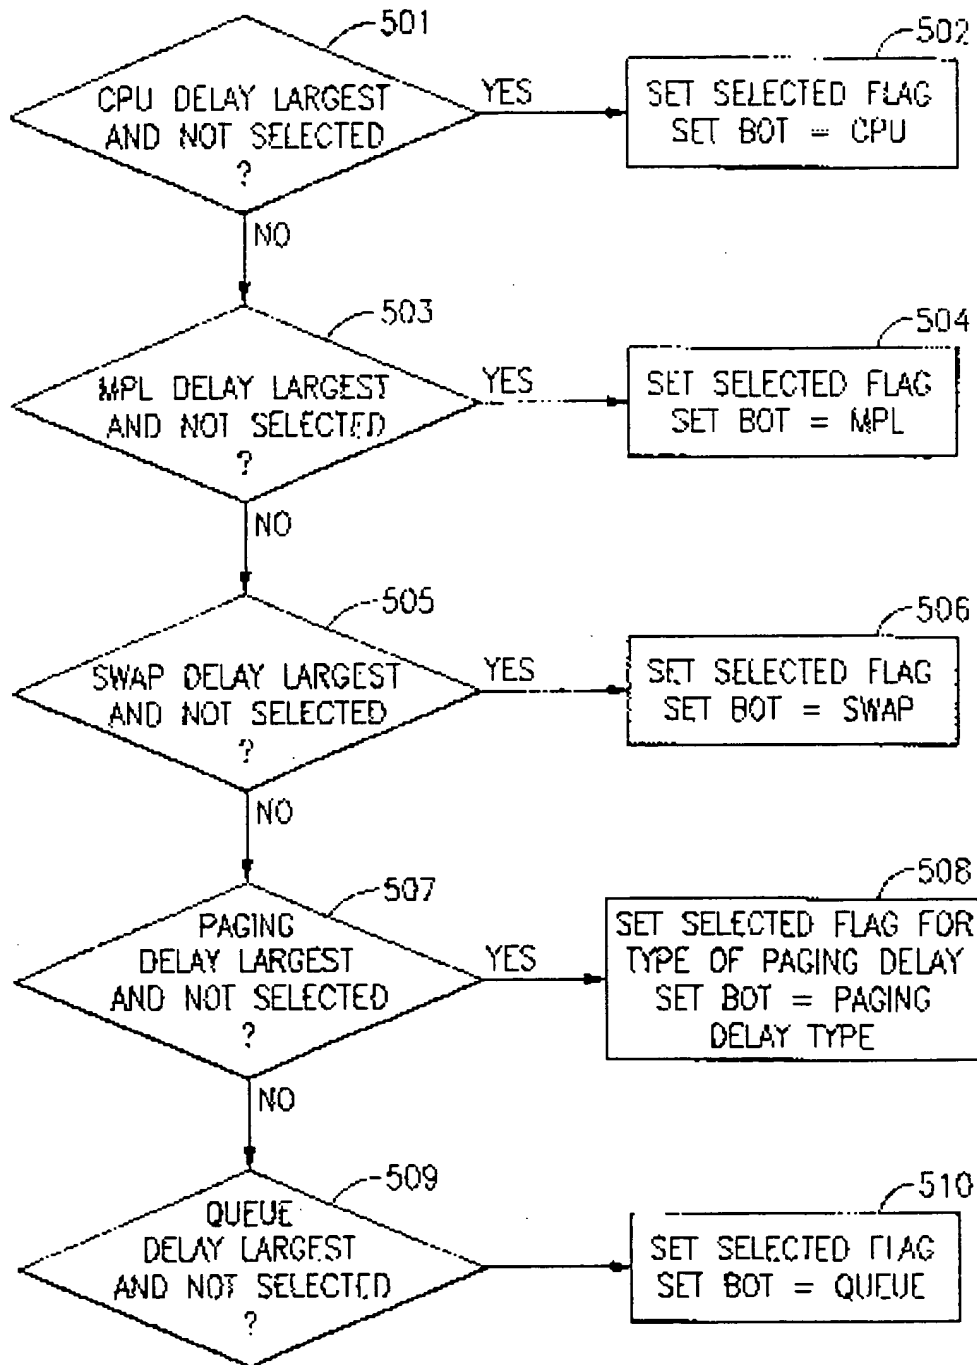 501
CPU DELAY LARGEST
AND NOT SELECTED
?
YES
502
SET SELECTED FLAG
SET BOT = CPU
NO
503
MPL DELAY LARGEST
AND NOT SELECTED
?
YES
504
SET SELECTED FLAG
SET BOT = MPL
NO
505
SWAP DELAY LARGEST
AND NOT SELECTED
?
YES
506
SET SELECTED FLAG
SET BOT = SWAP
NO
507
PAGING
DELAY LARGEST
AND NOT SELECTED
?
YES
508
SET SELECTED FLAG FOR
TYPE OF PAGING DELAY
SET BOT = PAGING
DELAY TYPE
NO
509
QUEUE
DELAY LARGEST
AND NOT SELECTED
?
510
SET SELECTED FLAG
SET BOT = QUEUE